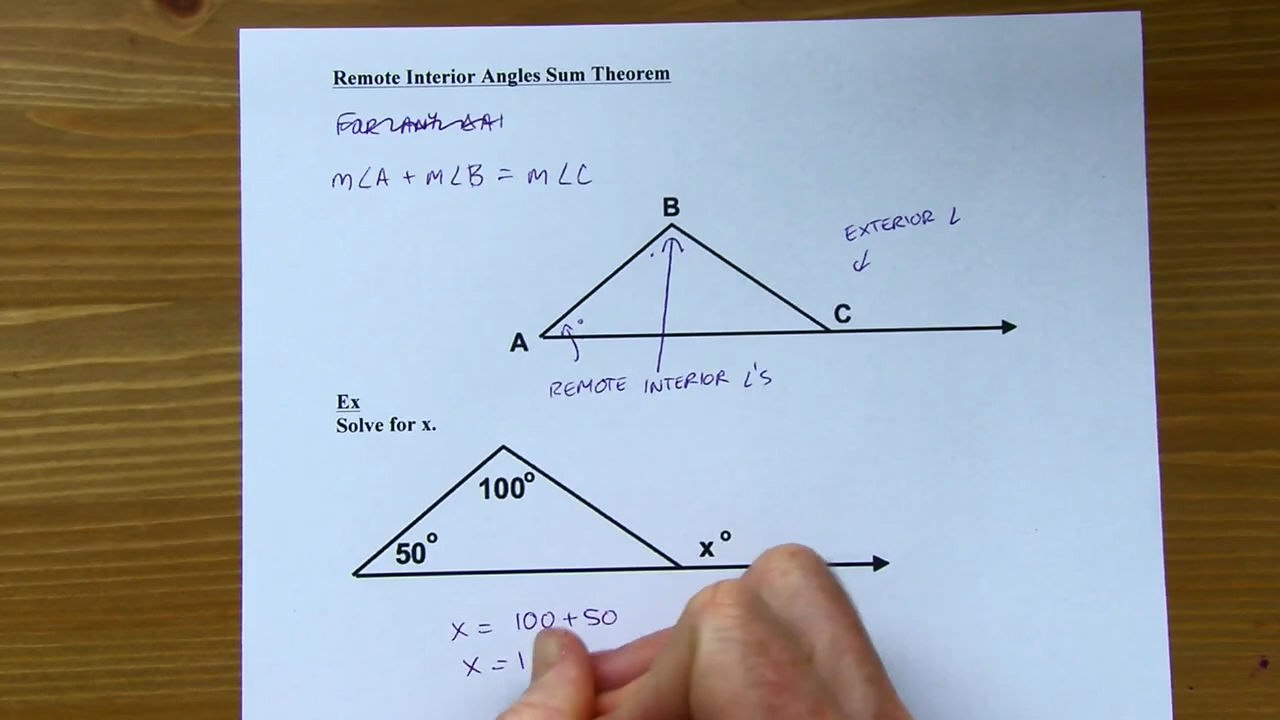 Remote Interior Angles Sum Theorem
m∠A + m∠B = m∠C
B
EXTERIOR ∠
C
A
REMOTE INTERIOR ∠'S
Ex
Solve for x.
100°
50°
x°
x = 100 + 50
x = 1